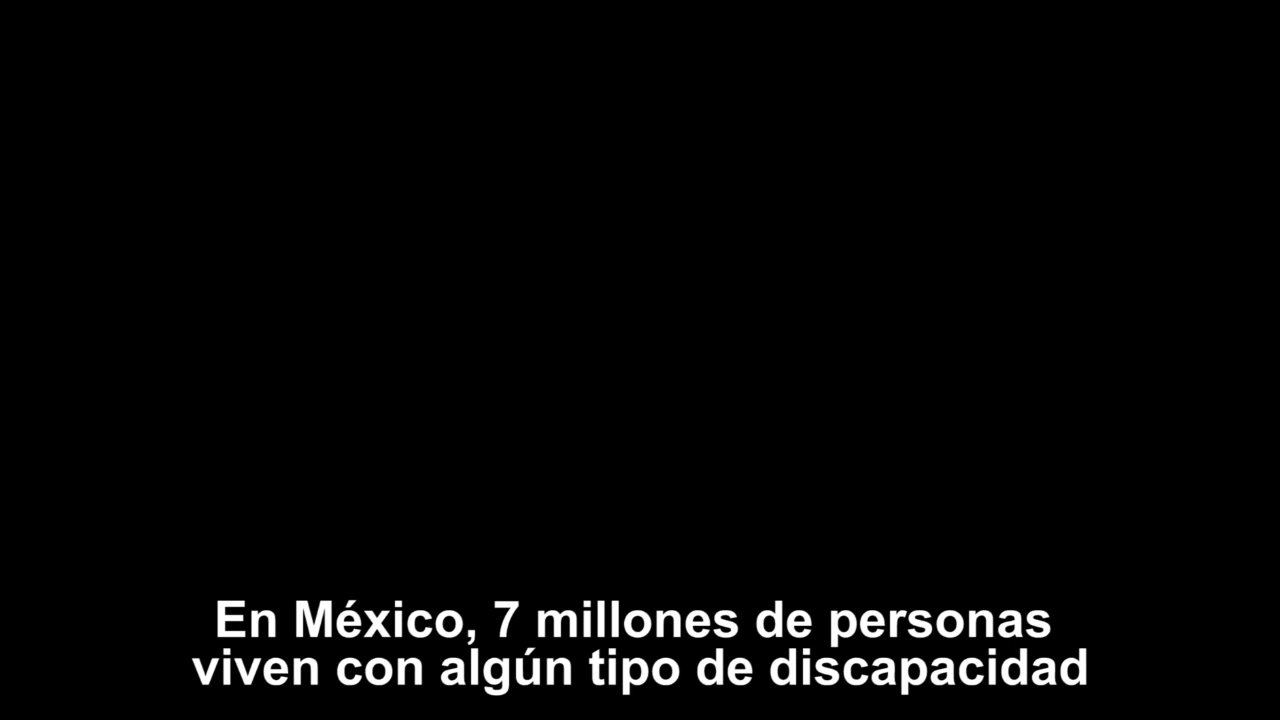 En México, 7 millones de personas
viven con algún tipo de discapacidad